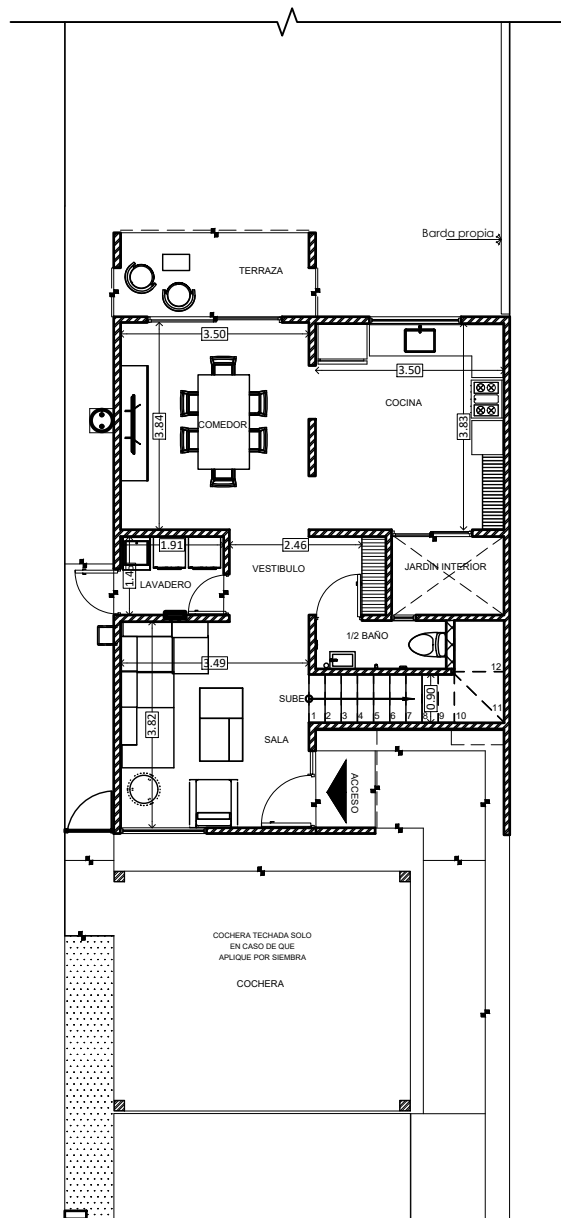 Barda propia
TERRAZA
3.50
3.50
COCINA
3.84
COMEDOR
3.83
1.91
2.46
VESTIBULO
JARDIN INTERIOR
LAVADERO
1/2 BAÑO
3.49
12
SUBE
0.90
11
1 2 3 4 5 6 7 8 9 10
3.82
SALA
ACCESO
COCHERA TECHADA SOLO
EN CASO DE QUE
APLIQUE POR SIEMBRA
COCHERA